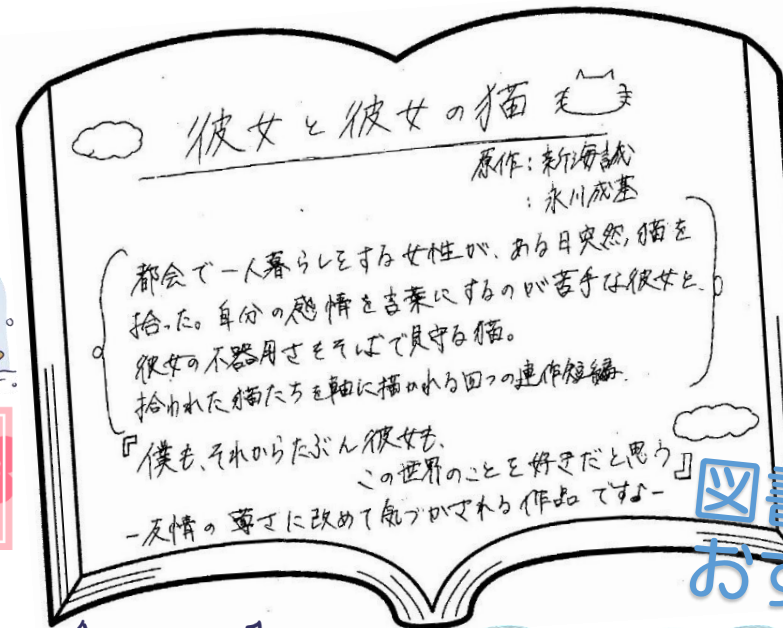 彼女と彼女の猫
原作：新海誠
：永川成基
都会で一人暮らしをする女性が、ある日突然、猫を
拾った。自分の感情を言葉にするのが苦手な彼女と、
彼女の不器用さをそばで見守る猫。
拾われた猫たちを軸に描かれる四つの連作短編。
『僕も、それからたぶん彼女も、
この世界のことを好きだと思う』
－友情の尊さに改めて気づかされる作品ですよ－
図
おす